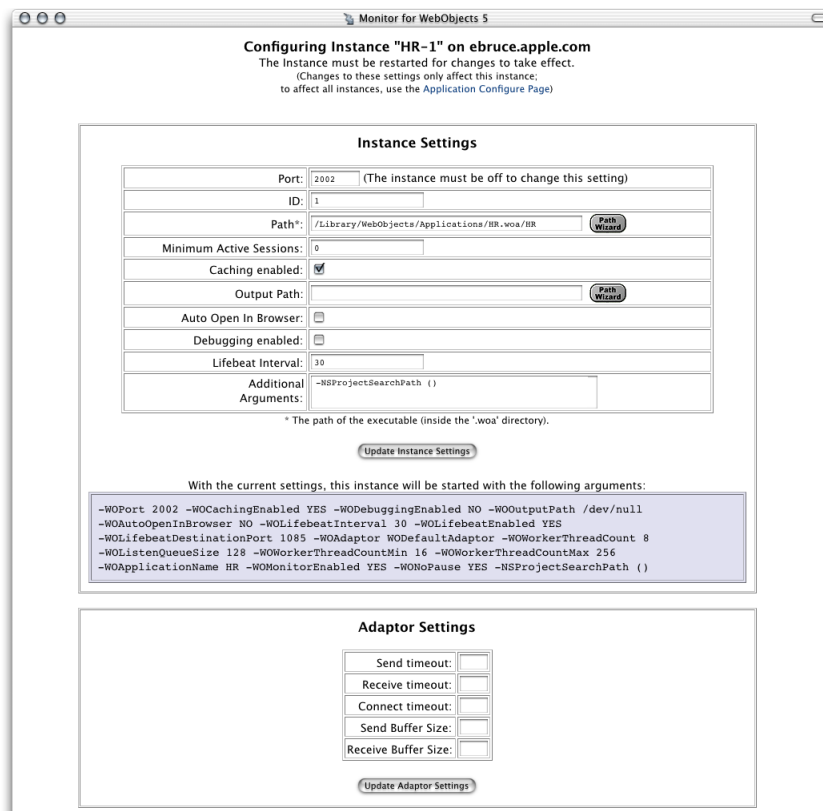 Monitor for WebObjects 5
Configuring Instance "HR-1" on ebruce.apple.com
The Instance must be restarted for changes to take effect.
(Changes to these settings only affect this instance;
to affect all instances, use the Application Configure Page)
Instance Settings
Port: 2002 (The instance must be off to change this setting)
ID: 1
Path*: /Library/WebObjects/Applications/HR.woa/HR Path Wizard
Minimum Active Sessions: 0
Caching enabled:
Output Path: Path Wizard
Auto Open In Browser:
Debugging enabled:
Lifebeat Interval: 30
Additional Arguments: -NSProjectSearchPath ()
* The path of the executable (inside the '.woa' directory).
Update Instance Settings
With the current settings, this instance will be started with the following arguments:
-WOPort 2002 -WOCachingEnabled YES -WODebuggingEnabled NO -WOOutputPath /dev/null
-WOAutoOpenInBrowser NO -WOLifebeatInterval 30 -WOLifebeatEnabled YES
-WOLifebeatDestinationPort 1085 -WOAdaptor WODefaultAdaptor -WOWorkerThreadCount 8
-WOListenQueueSize 128 -WOWorkerThreadCountMin 16 -WOWorkerThreadCountMax 256
-WOApplicationName HR -WOMonitorEnabled YES -WONoPause YES -NSProjectSearchPath ()
Adaptor Settings
Send timeout:
Receive timeout:
Connect timeout:
Send Buffer Size:
Receive Buffer Size:
Update Adaptor Settings